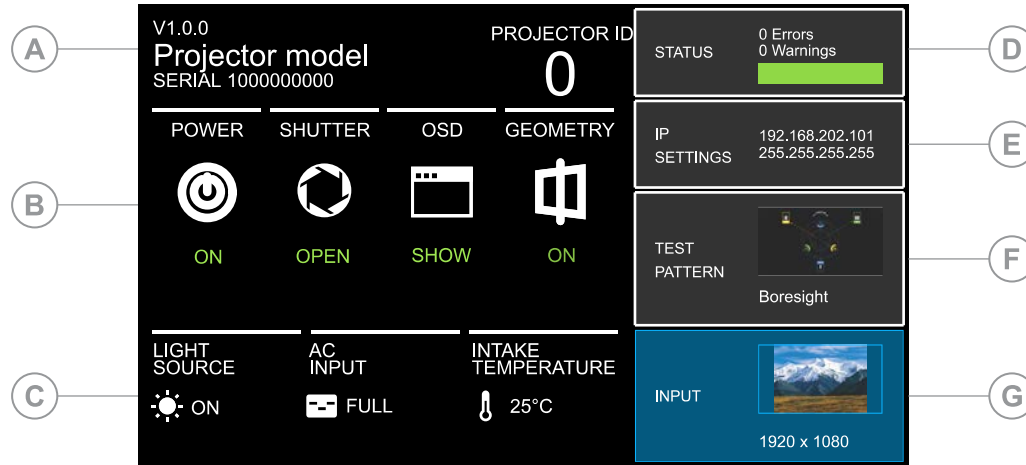 A
V1.0.0
Projector model
SERIAL 1000000000
PROJECTOR ID
0
POWER
ON
SHUTTER
OPEN
OSD
SHOW
GEOMETRY
ON
B
LIGHT
SOURCE
ON
AC
INPUT
FULL
INTAKE
TEMPERATURE
25°C
C
STATUS
0 Errors
0 Warnings
D
IP
SETTINGS
192.168.202.101
255.255.255.255
E
TEST
PATTERN
Boresight
F
INPUT
1920 x 1080
G